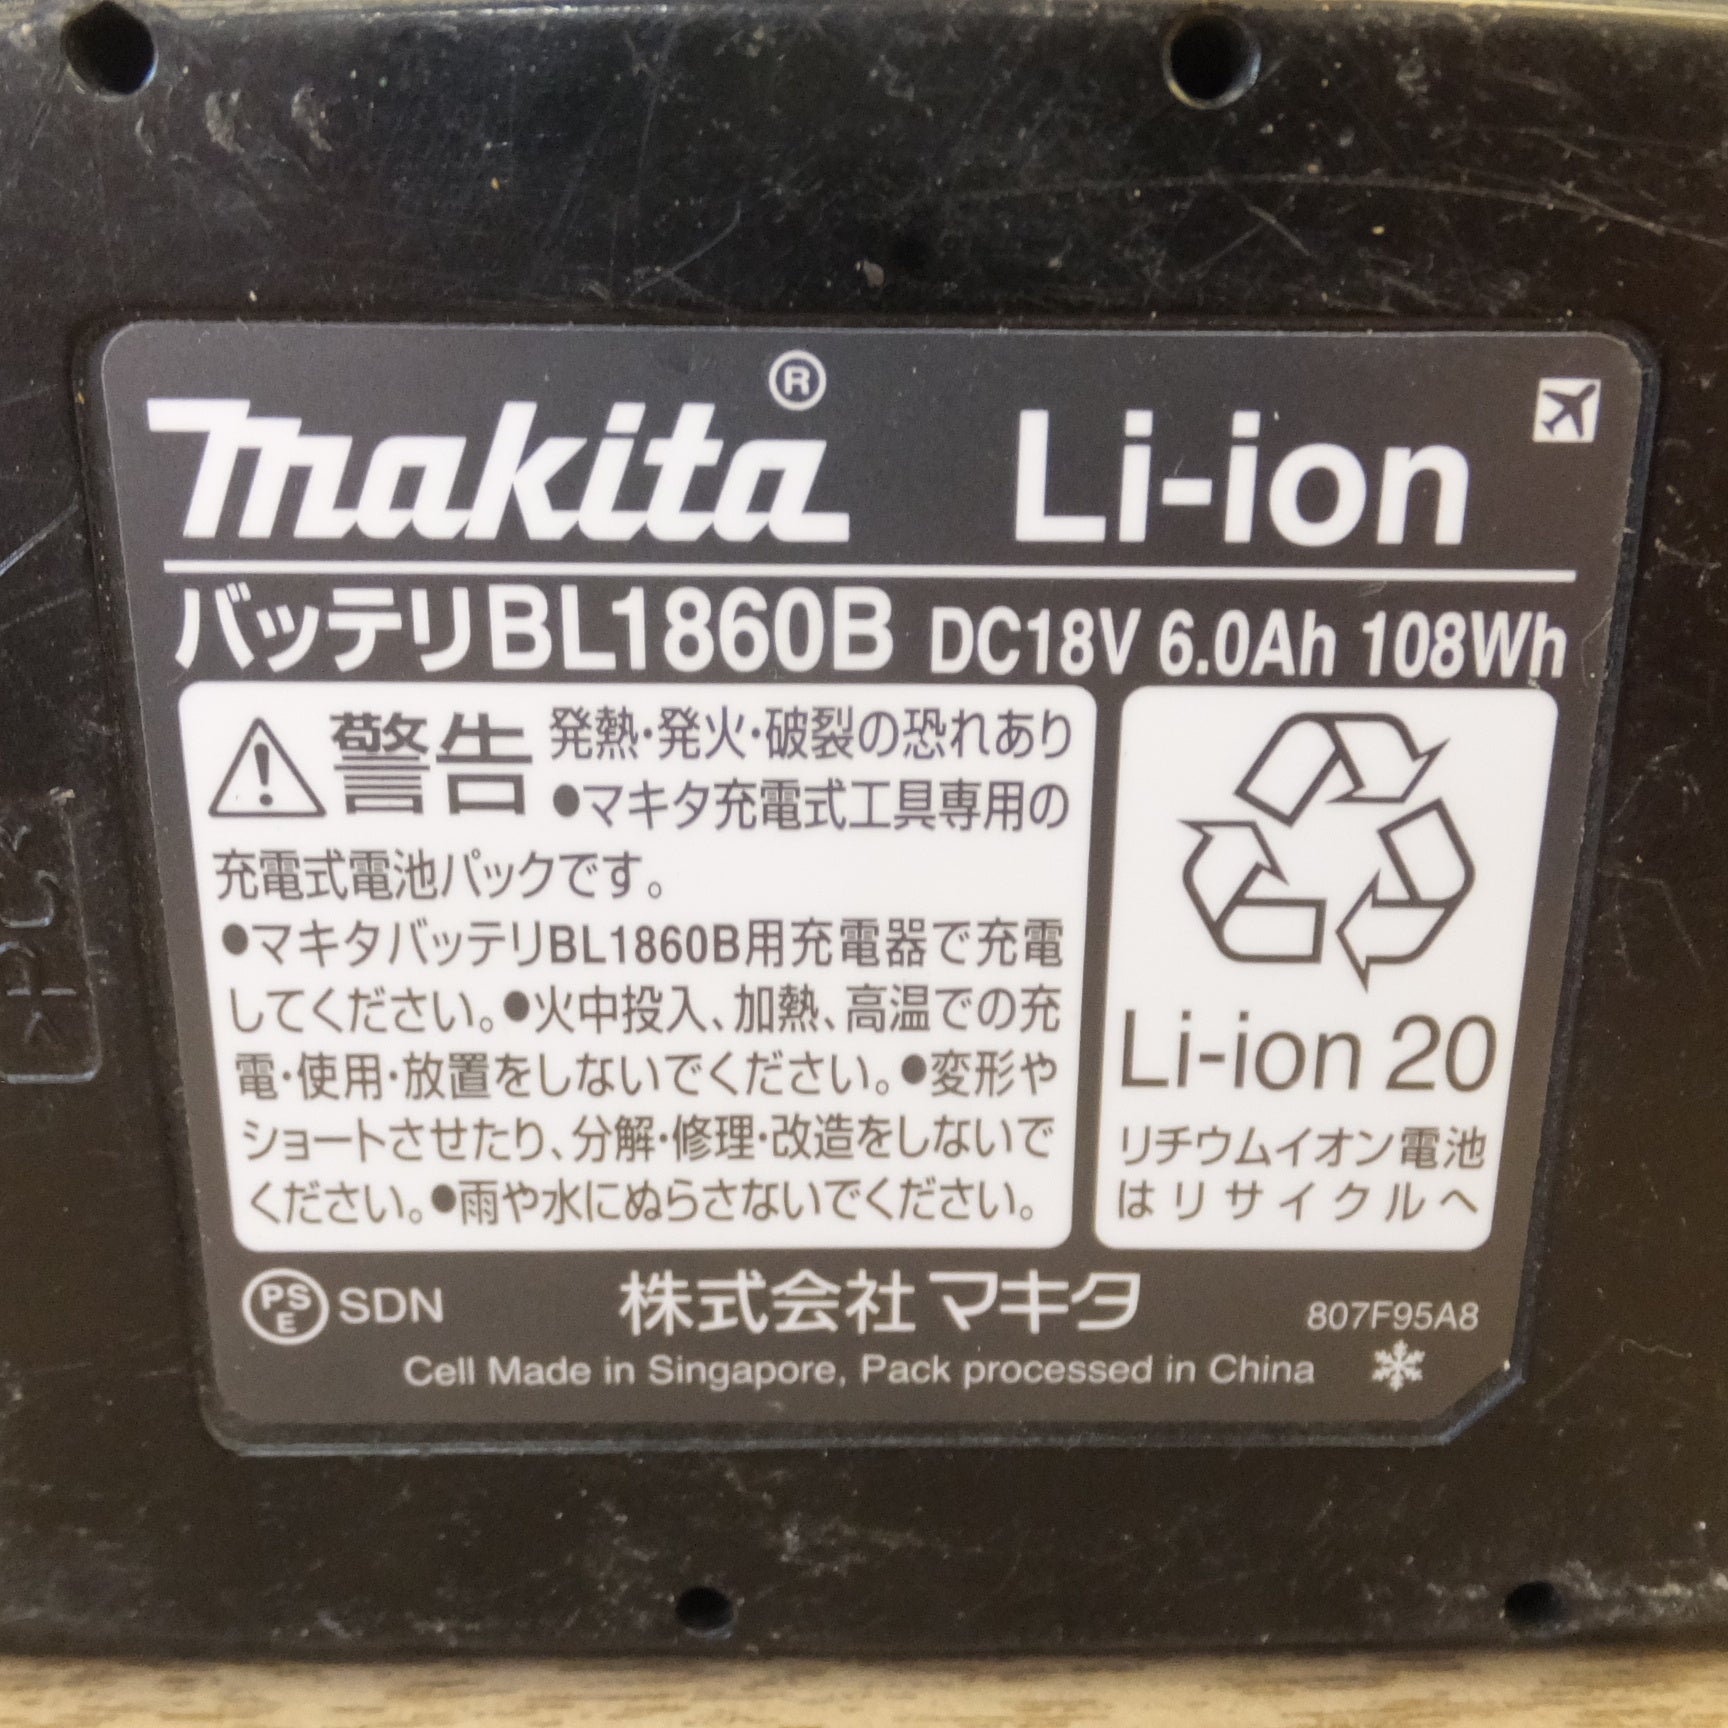 makita® Li-ion
バッテリBL1860B DC18V 6.0Ah 108Wh
警告 発熱・発火・破裂の恐れあり
●マキタ充電式工具専用の
充電式電池パックです。
●マキタバッテリBL1860B用充電器で充電
してください。●火中投入、加熱、高温での充
電・使用・放置をしないでください。●変形や
ショートさせたり、分解・修理・改造をしないで
ください。●雨や水にぬらさないでください。
Li-ion 20
リチウムイオン電池
はリサイクルへ
PSE SDN 株式会社マキタ 807F95A8
Cell Made in Singapore, Pack processed in China